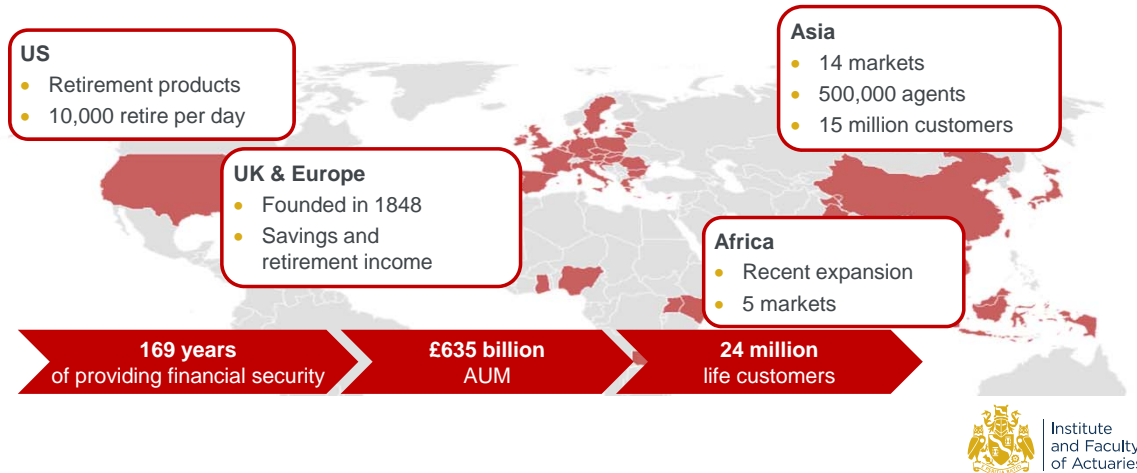 US
• Retirement products
• 10,000 retire per day
UK & Europe
• Founded in 1848
• Savings and
retirement income
Asia
• 14 markets
• 500,000 agents
• 15 million customers
Africa
• Recent expansion
• 5 markets
169 years
of providing financial security
£635 billion
AUM
24 million
life customers
Institute
and Faculty
of Actuaries